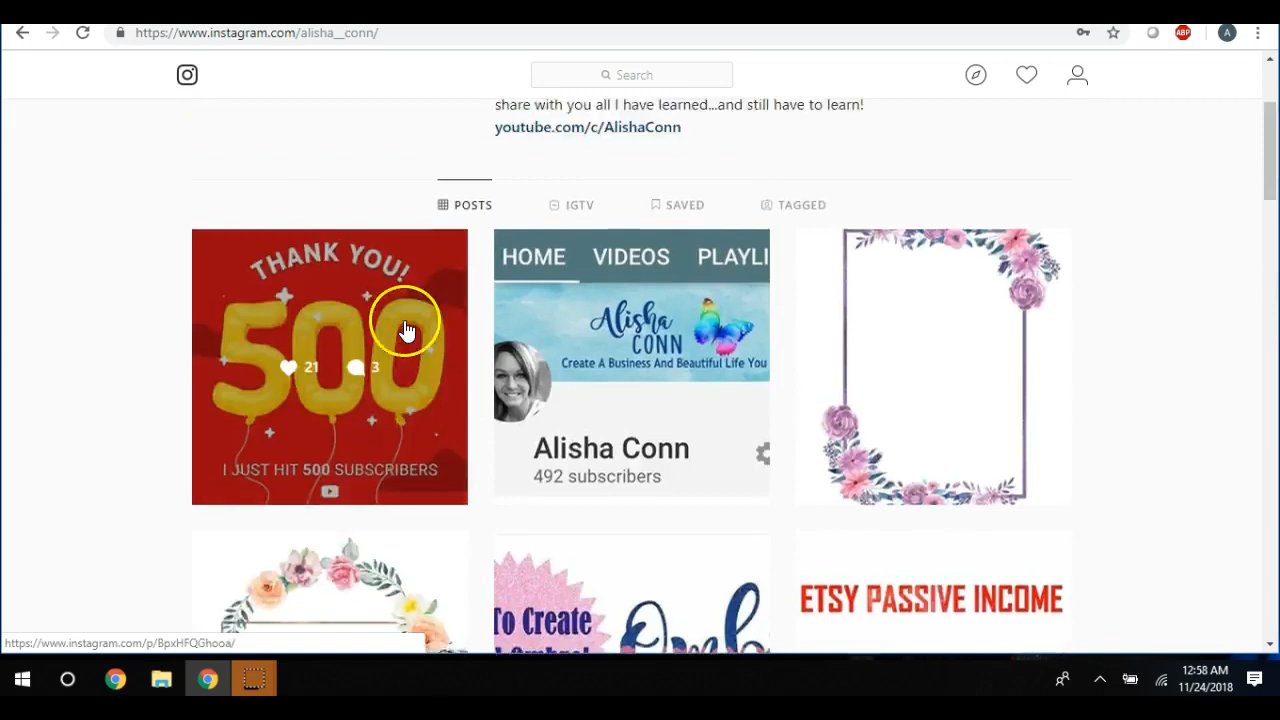 https://www.instagram.com/alisha__conn/
ABP
A
Search
share with you all I have learned...and still have to learn!
youtube.com/c/AlishaConn
POSTS
IGTV
SAVED
TAGGED
THANK YOU!
500
21
3
I JUST HIT 500 SUBSCRIBERS
HOME VIDEOS PLAYLI
Alisha
CONN
Create A Business And Beautiful Life You
Alisha Conn
492 subscribers
To Create
ETSY PASSIVE INCOME
https://www.instagram.com/p/BpxHFQGhooa/
12:58 AM
11/24/2018